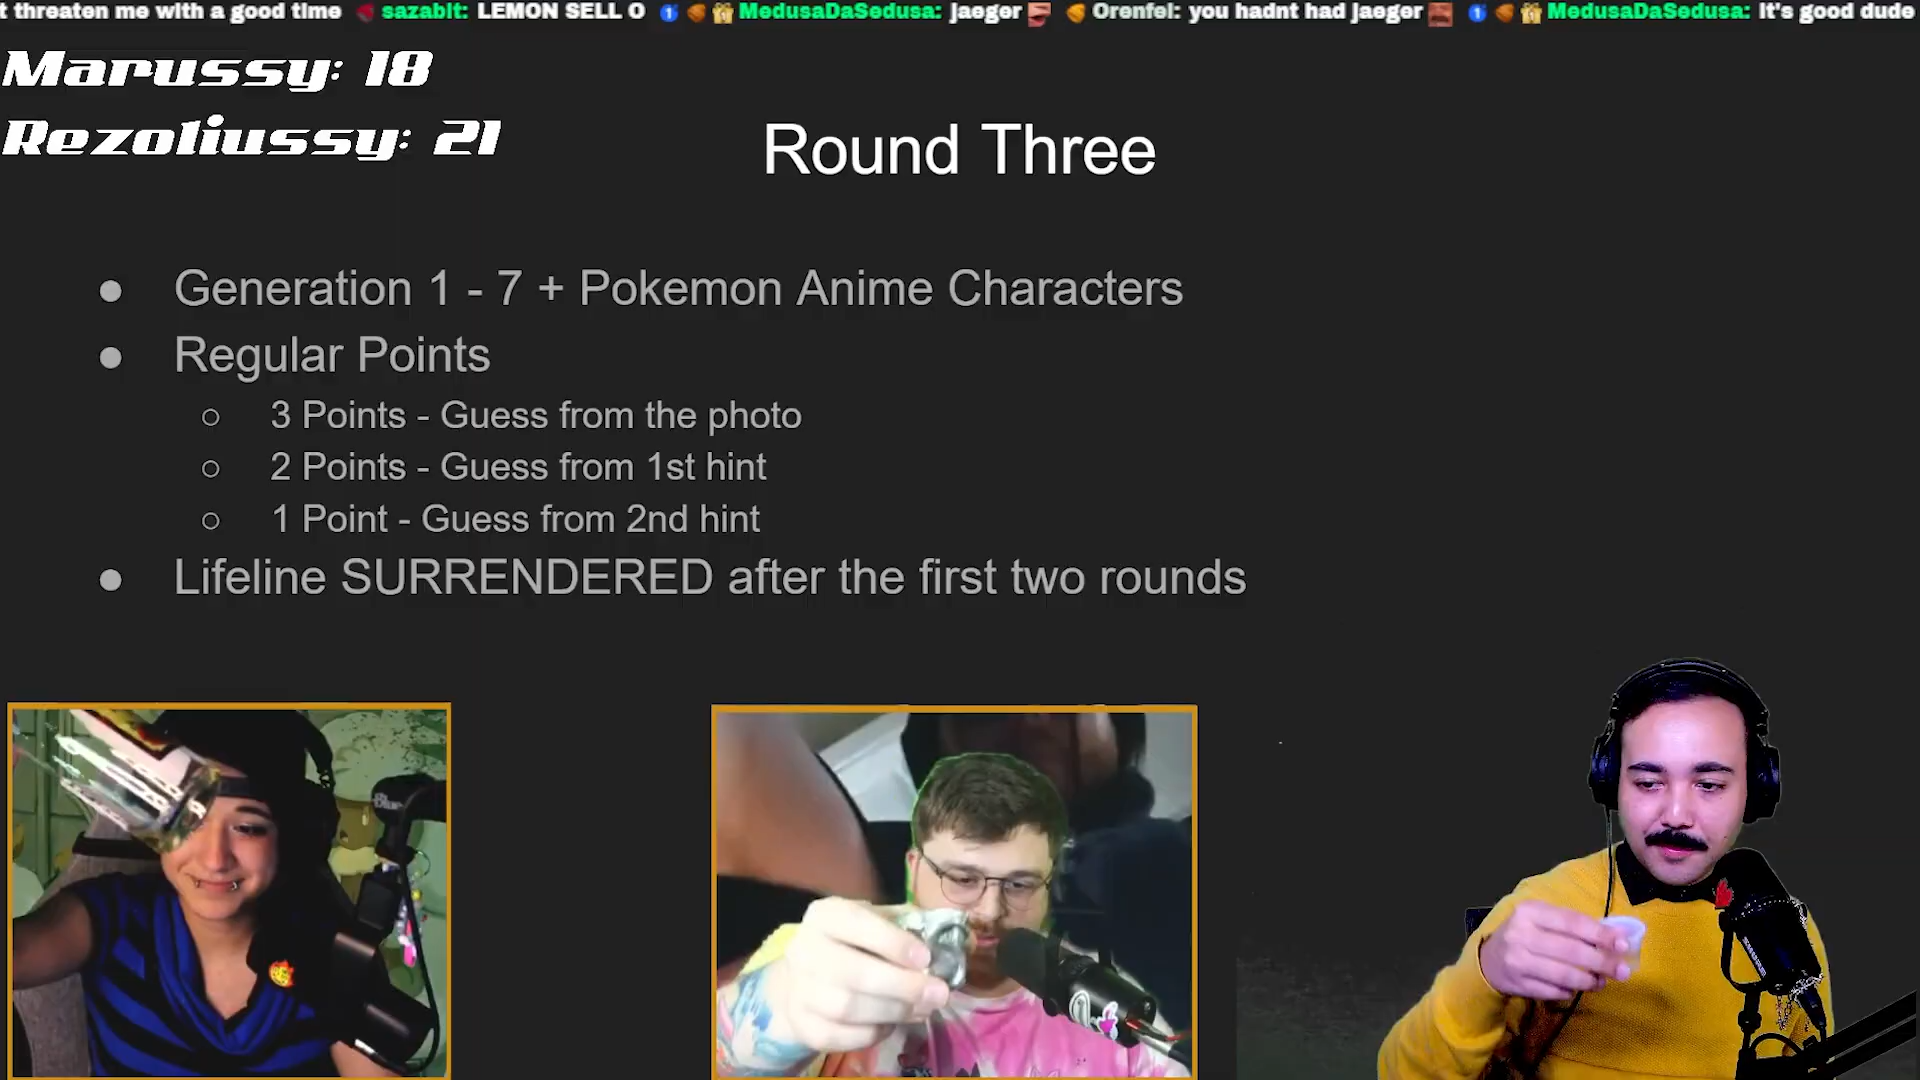 t threaten me with a good time sazabit: LEMON SELL O MedusaDaSedusa: jaeger Orenfel: you hadnt had jaeger MedusaDaSedusa: It's good dude
Marussy: 18
Rezoliussy: 21
Round Three
● Generation 1 - 7 + Pokemon Anime Characters
● Regular Points
○ 3 Points - Guess from the photo
○ 2 Points - Guess from 1st hint
○ 1 Point - Guess from 2nd hint
● Lifeline SURRENDERED after the first two rounds